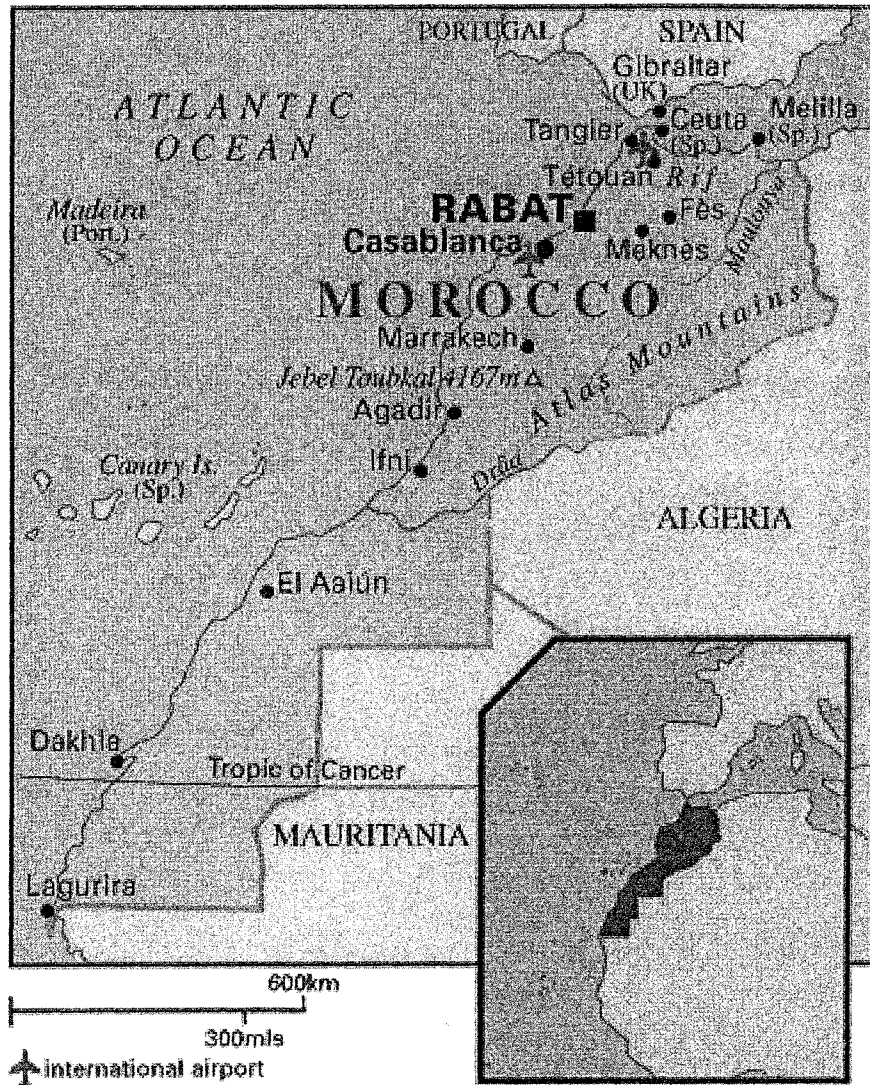 PORTUGAL
SPAIN
Gibraltar
(UK)
ATLANTIC
OCEAN
Ceuta
(Sp.)
Melilla
(Sp.)
Tangier
Tétouan
Rif
Madeira
(Port.)
RABAT
Fès
Casablanca
Meknès
Moulouya
MOROCCO
Marrakech
Atlas Mountains
Jebel Toubkal 4167m
Agadir
Ifni
Drâa
Canary Is.
(Sp.)
ALGERIA
El Aaiún
Dakhla
Tropic of Cancer
MAURITANIA
Lagurira
600km
300mls
international airport